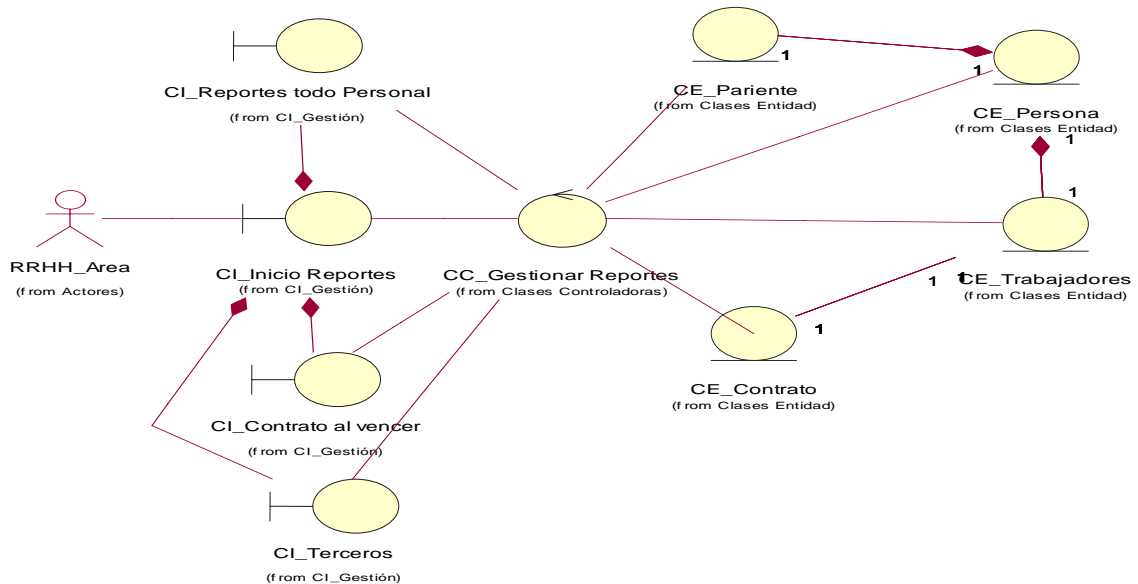 CI_Reportes todo Personal
(from CI_Gestión)
CE_Pariente
(from Clases Entidad)
1
1
CE_Persona
(from Clases Entidad)
1
1
RRHH_Area
(from Actores)
CI_Inicio Reportes
(from CI_Gestión)
CC_Gestionar Reportes
(from Clases Controladoras)
CE_Trabajadores
(from Clases Entidad)
1
1
1
CE_Contrato
(from Clases Entidad)
CI_Contrato al vencer
(from CI_Gestión)
CI_Terceros
(from CI_Gestión)